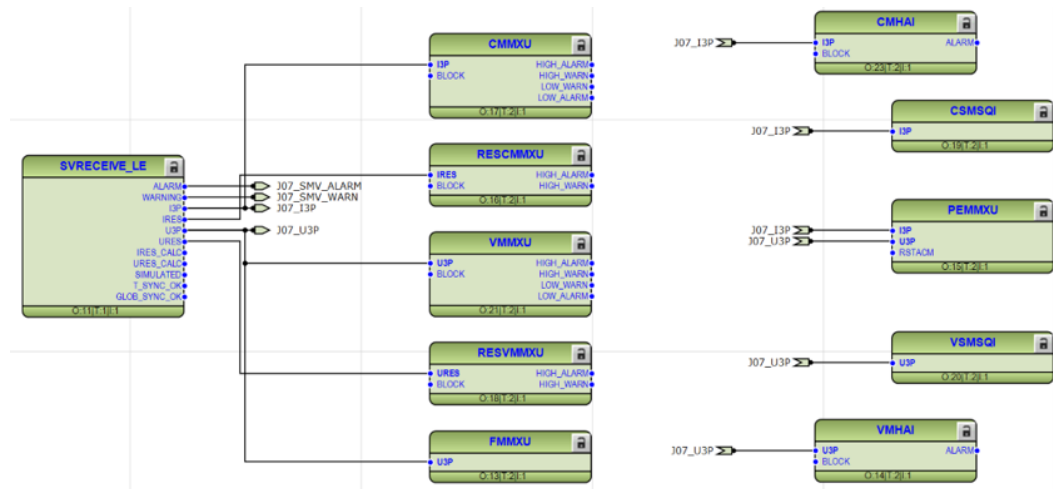 SVRECEIVE_LE
ALARM
WARNING
I3P
IRES
U3P
URES
IRES_CALC
URES_CALC
SIMULATED
T_SYNC_OK
GLOB_SYNC_OK
O:11|T:1|I:1
J07_SMV_ALARM
J07_SMV_WARN
J07_I3P
J07_U3P
CMMXU
I3P HIGH_ALARM
BLOCK HIGH_WARN
LOW_WARN
LOW_ALARM
O:17|T:2|I:1
RESCMMXU
IRES HIGH_ALARM
BLOCK HIGH_WARN
O:16|T:2|I:1
VMMXU
U3P HIGH_ALARM
BLOCK HIGH_WARN
LOW_WARN
LOW_ALARM
O:21|T:2|I:1
RESVMMXU
URES HIGH_ALARM
BLOCK HIGH_WARN
O:18|T:2|I:1
FMMXU
U3P
O:13|T:2|I:1
CMHAI
J07_I3P I3P ALARM
BLOCK
O:23|T:2|I:1
CSMSQI
J07_I3P I3P
O:19|T:2|I:1
PEMMXU
J07_I3P I3P
J07_U3P U3P
RSTACM
O:15|T:2|I:1
VSMSQI
J07_U3P U3P
O:20|T:2|I:1
VMHAI
J07_U3P U3P ALARM
BLOCK
O:14|T:2|I:1